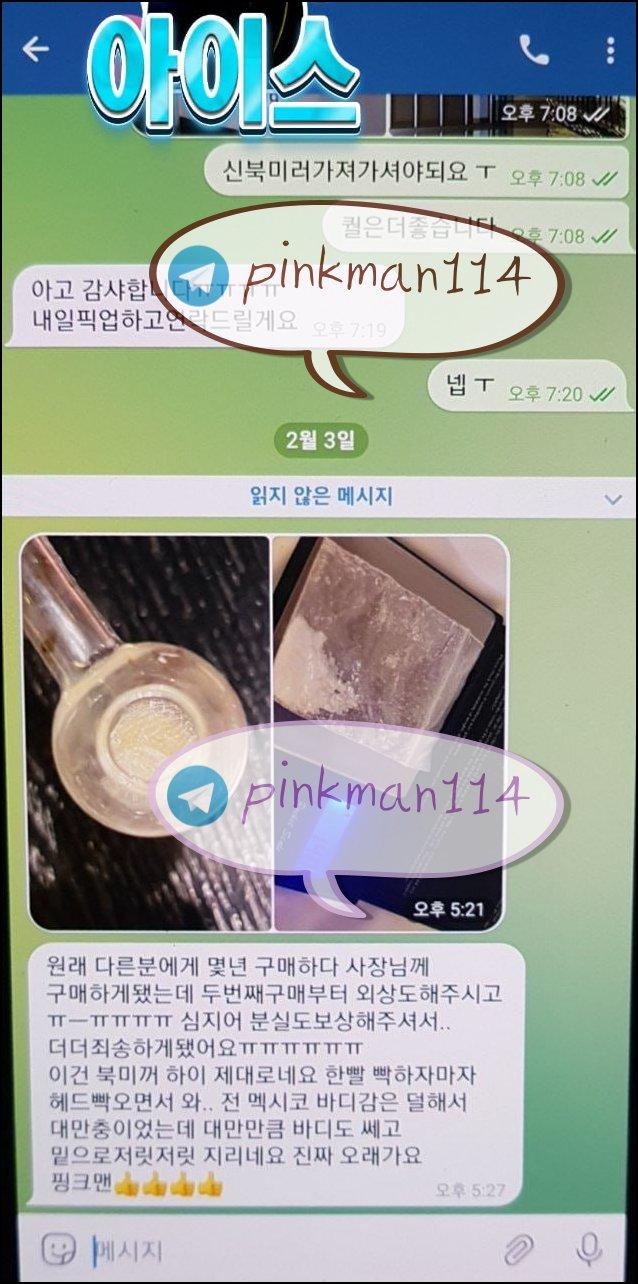 아이스
오후 7:08
신북미러가져가셔야되요 ㅜ 오후 7:08
퀄은더좋습니다 오후 7:08
pinkman114
아고 감샤합니다ㅠㅠㅠㅠ
내일픽업하고연락드릴게요 오후 7:19
넵 ㅜ 오후 7:20
2월 3일
읽지 않은 메시지
pinkman114
오후 5:21
원래 다른분에게 몇년 구매하다 사장님께
구매하게됐는데 두번째구매부터 외상도해주시고
ㅠㅡㅠㅠㅠㅠ 심지어 분실도보상해주셔서..
더더죄송하게됐어요ㅠㅠㅠㅠㅠㅠ
이건 북미꺼 하이 제대로네요 한빨 빡하자마자
헤드빡오면서 와.. 전 멕시코 바디감은 덜해서
대만충이었는데 대만만큼 바디도 쎄고
밑으로저릿저릿 지리네요 진짜 오래가요
핑크맨👍👍👍👍 오후 5:27
메시지